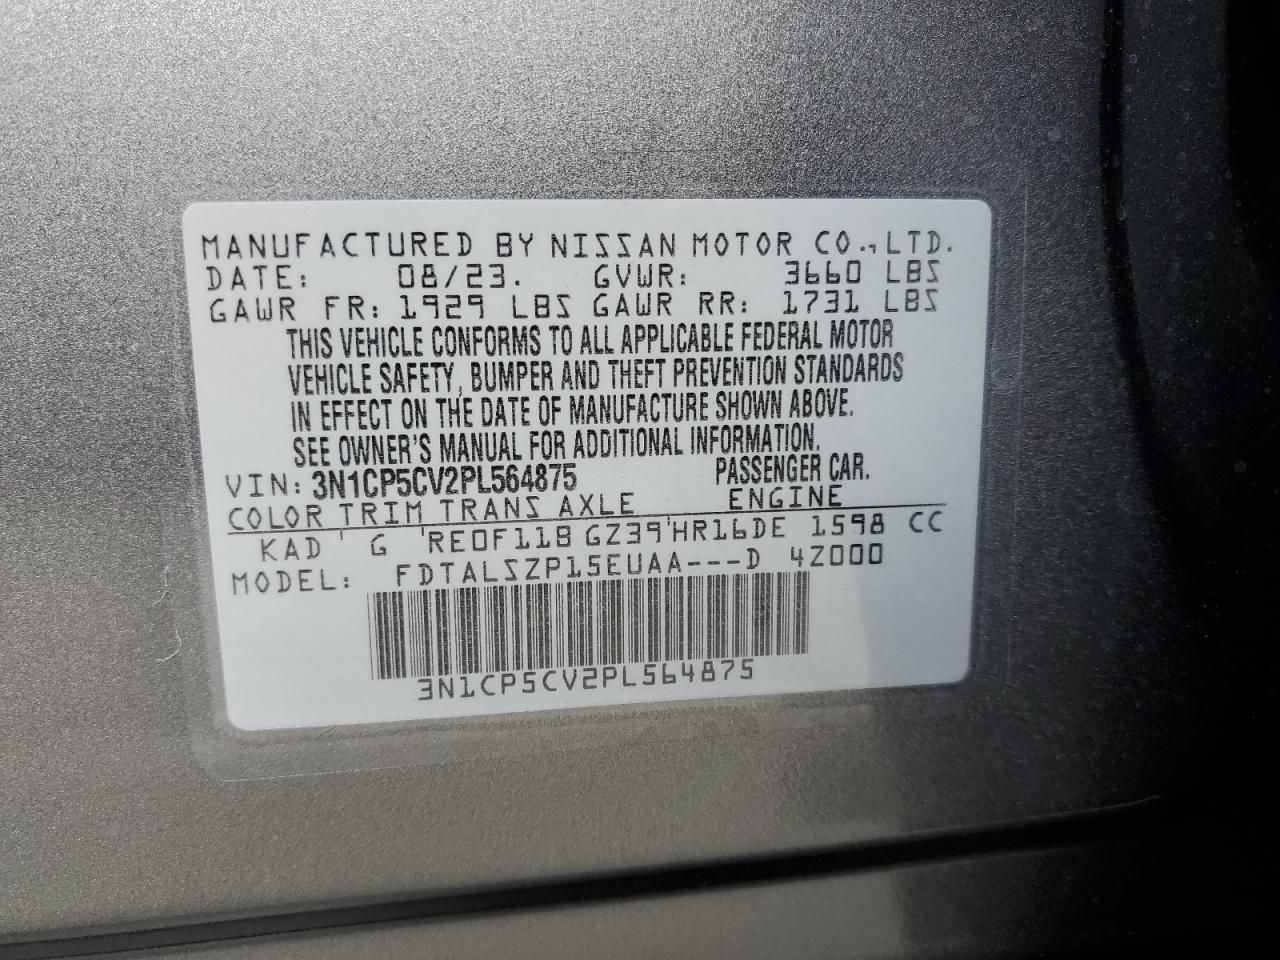 MANUFACTURED BY NISSAN MOTOR CO.,LTD.
DATE: 08/23. GVWR: 3660 LBS
GAWR FR: 1929 LBS GAWR RR: 1731 LBS
THIS VEHICLE CONFORMS TO ALL APPLICABLE FEDERAL MOTOR
VEHICLE SAFETY, BUMPER AND THEFT PREVENTION STANDARDS
IN EFFECT ON THE DATE OF MANUFACTURE SHOWN ABOVE.
SEE OWNER'S MANUAL FOR ADDITIONAL INFORMATION.
VIN: 3N1CP5CV2PL564875 PASSENGER CAR.
COLOR TRIM TRANS AXLE ENGINE
KAD ' G 'RE0F11B GZ39'HR16DE 1598 CC
MODEL: FDTALSZP15EUAA---D 4Z000
3N1CP5CV2PL564875